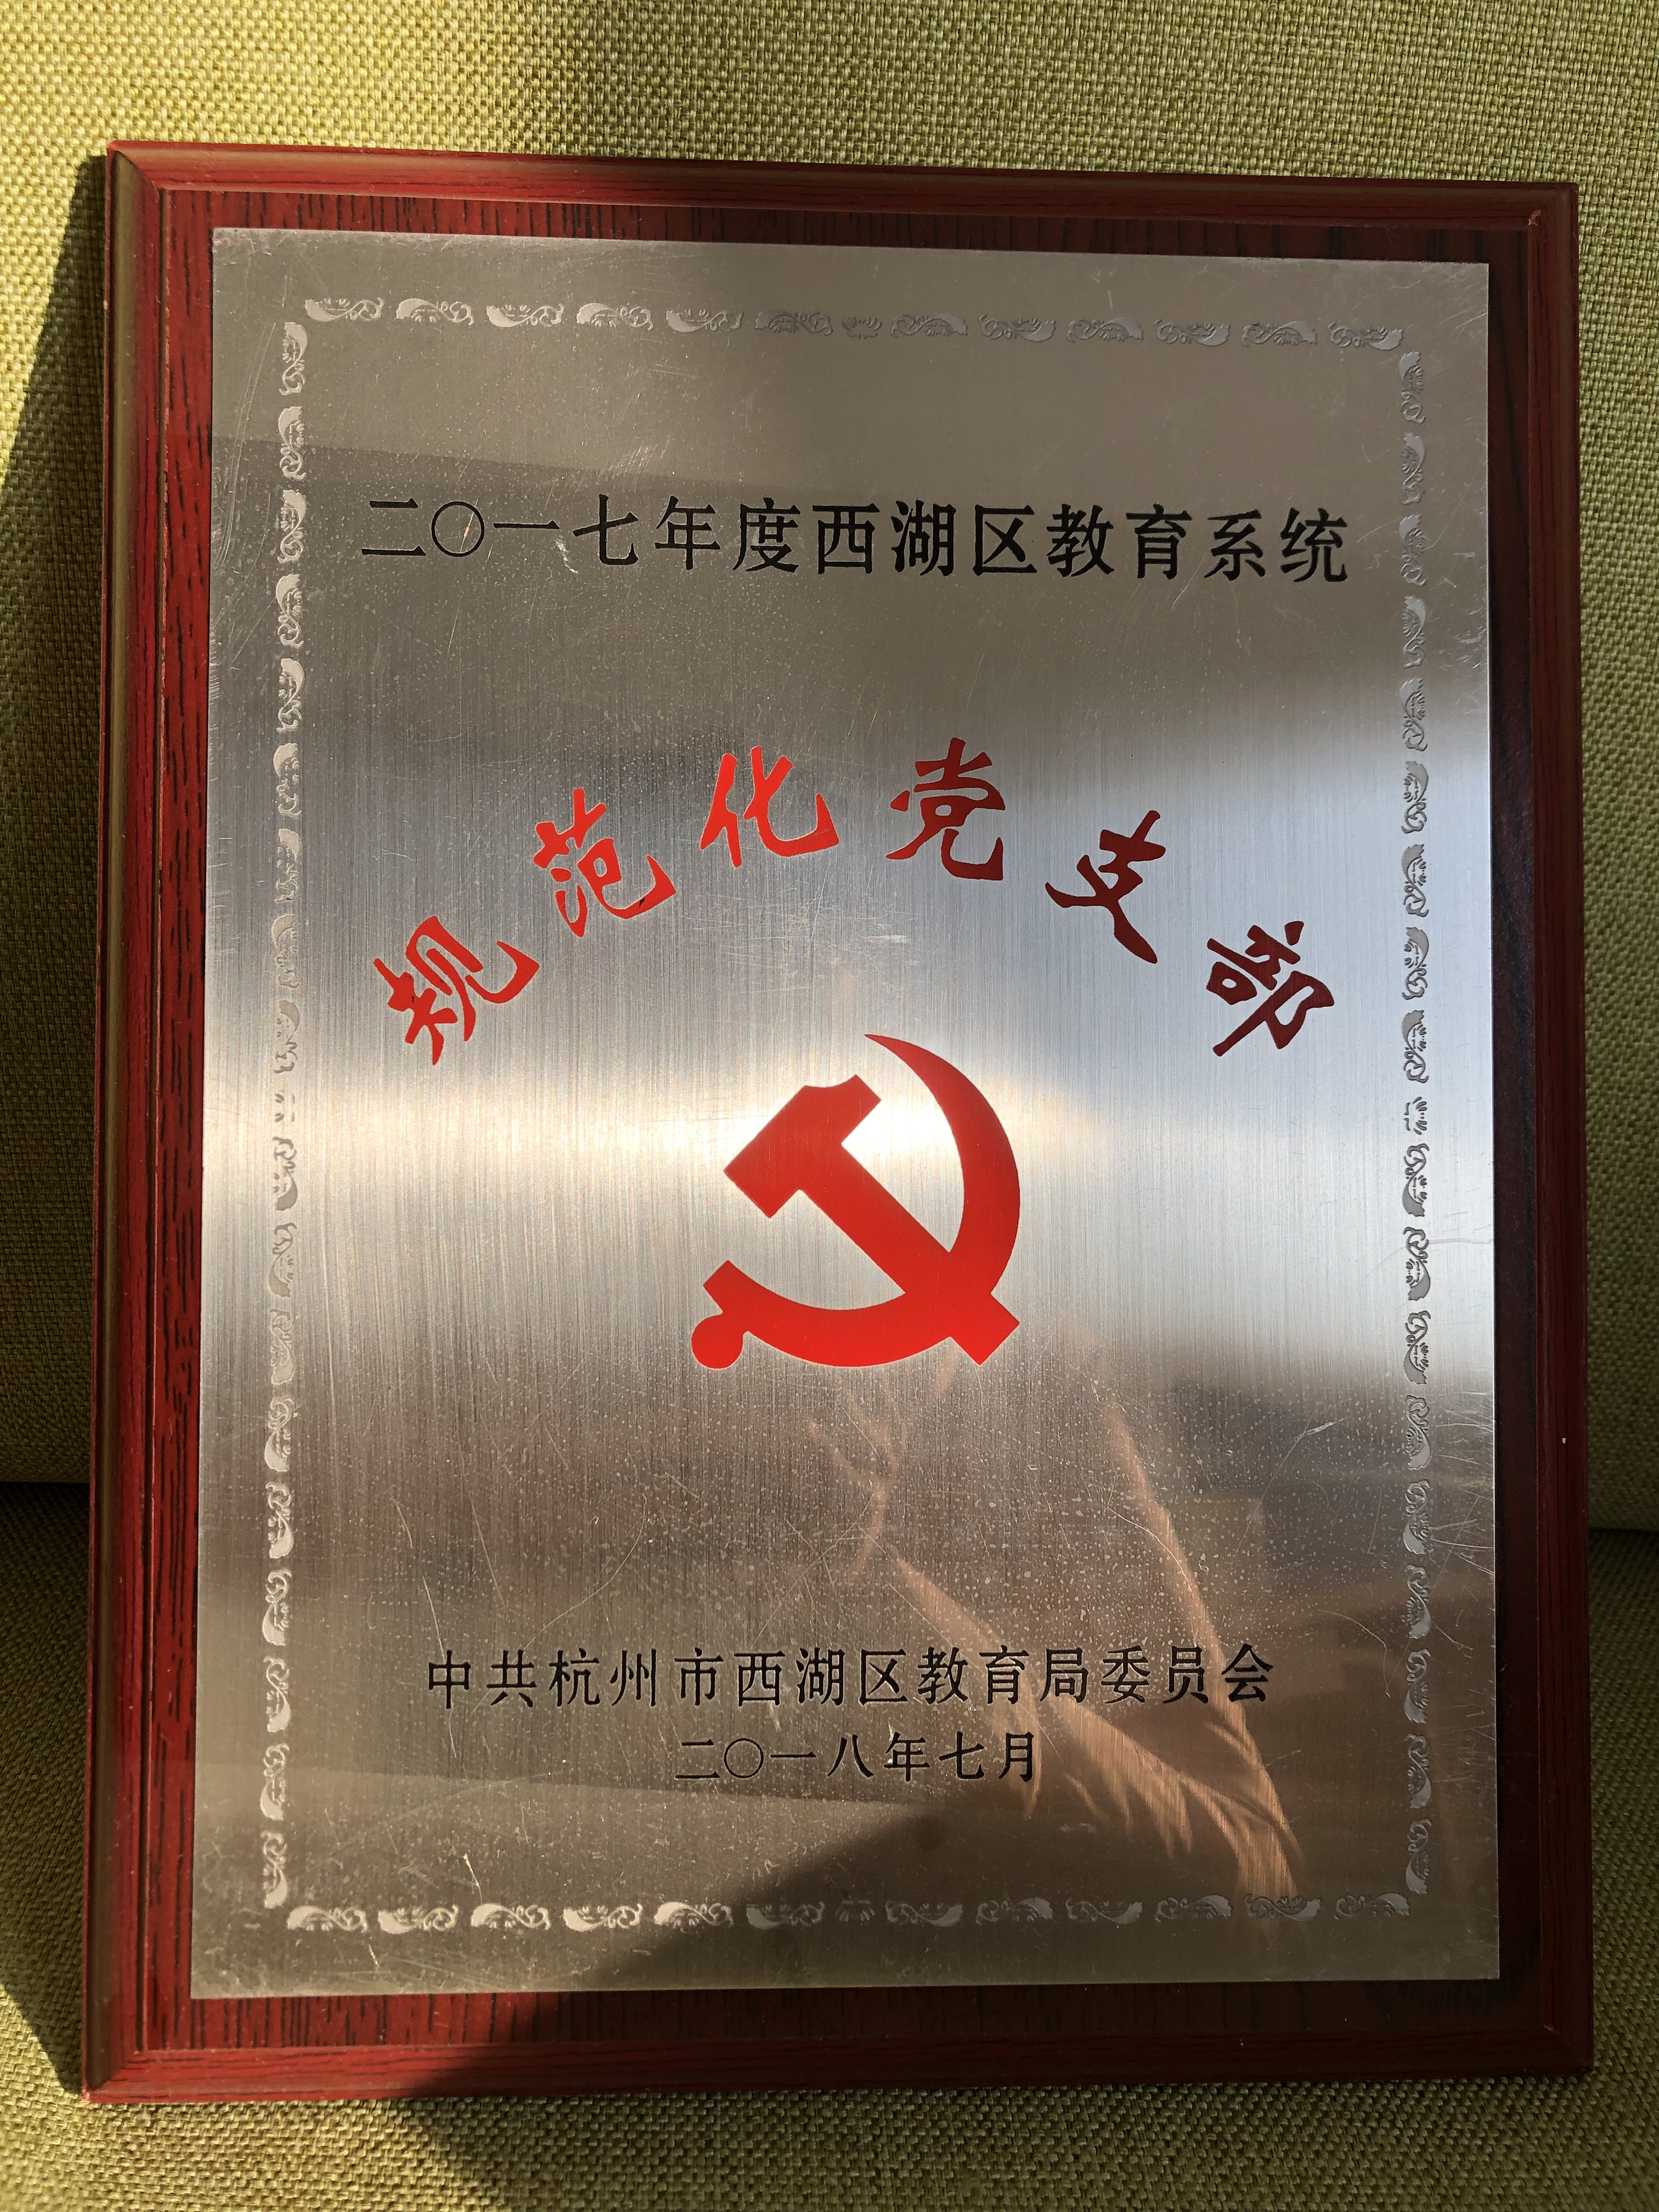 二〇一七年度西湖区教育系统
规范化党支部
中共杭州市西湖区教育局委员会
二〇一八年七月